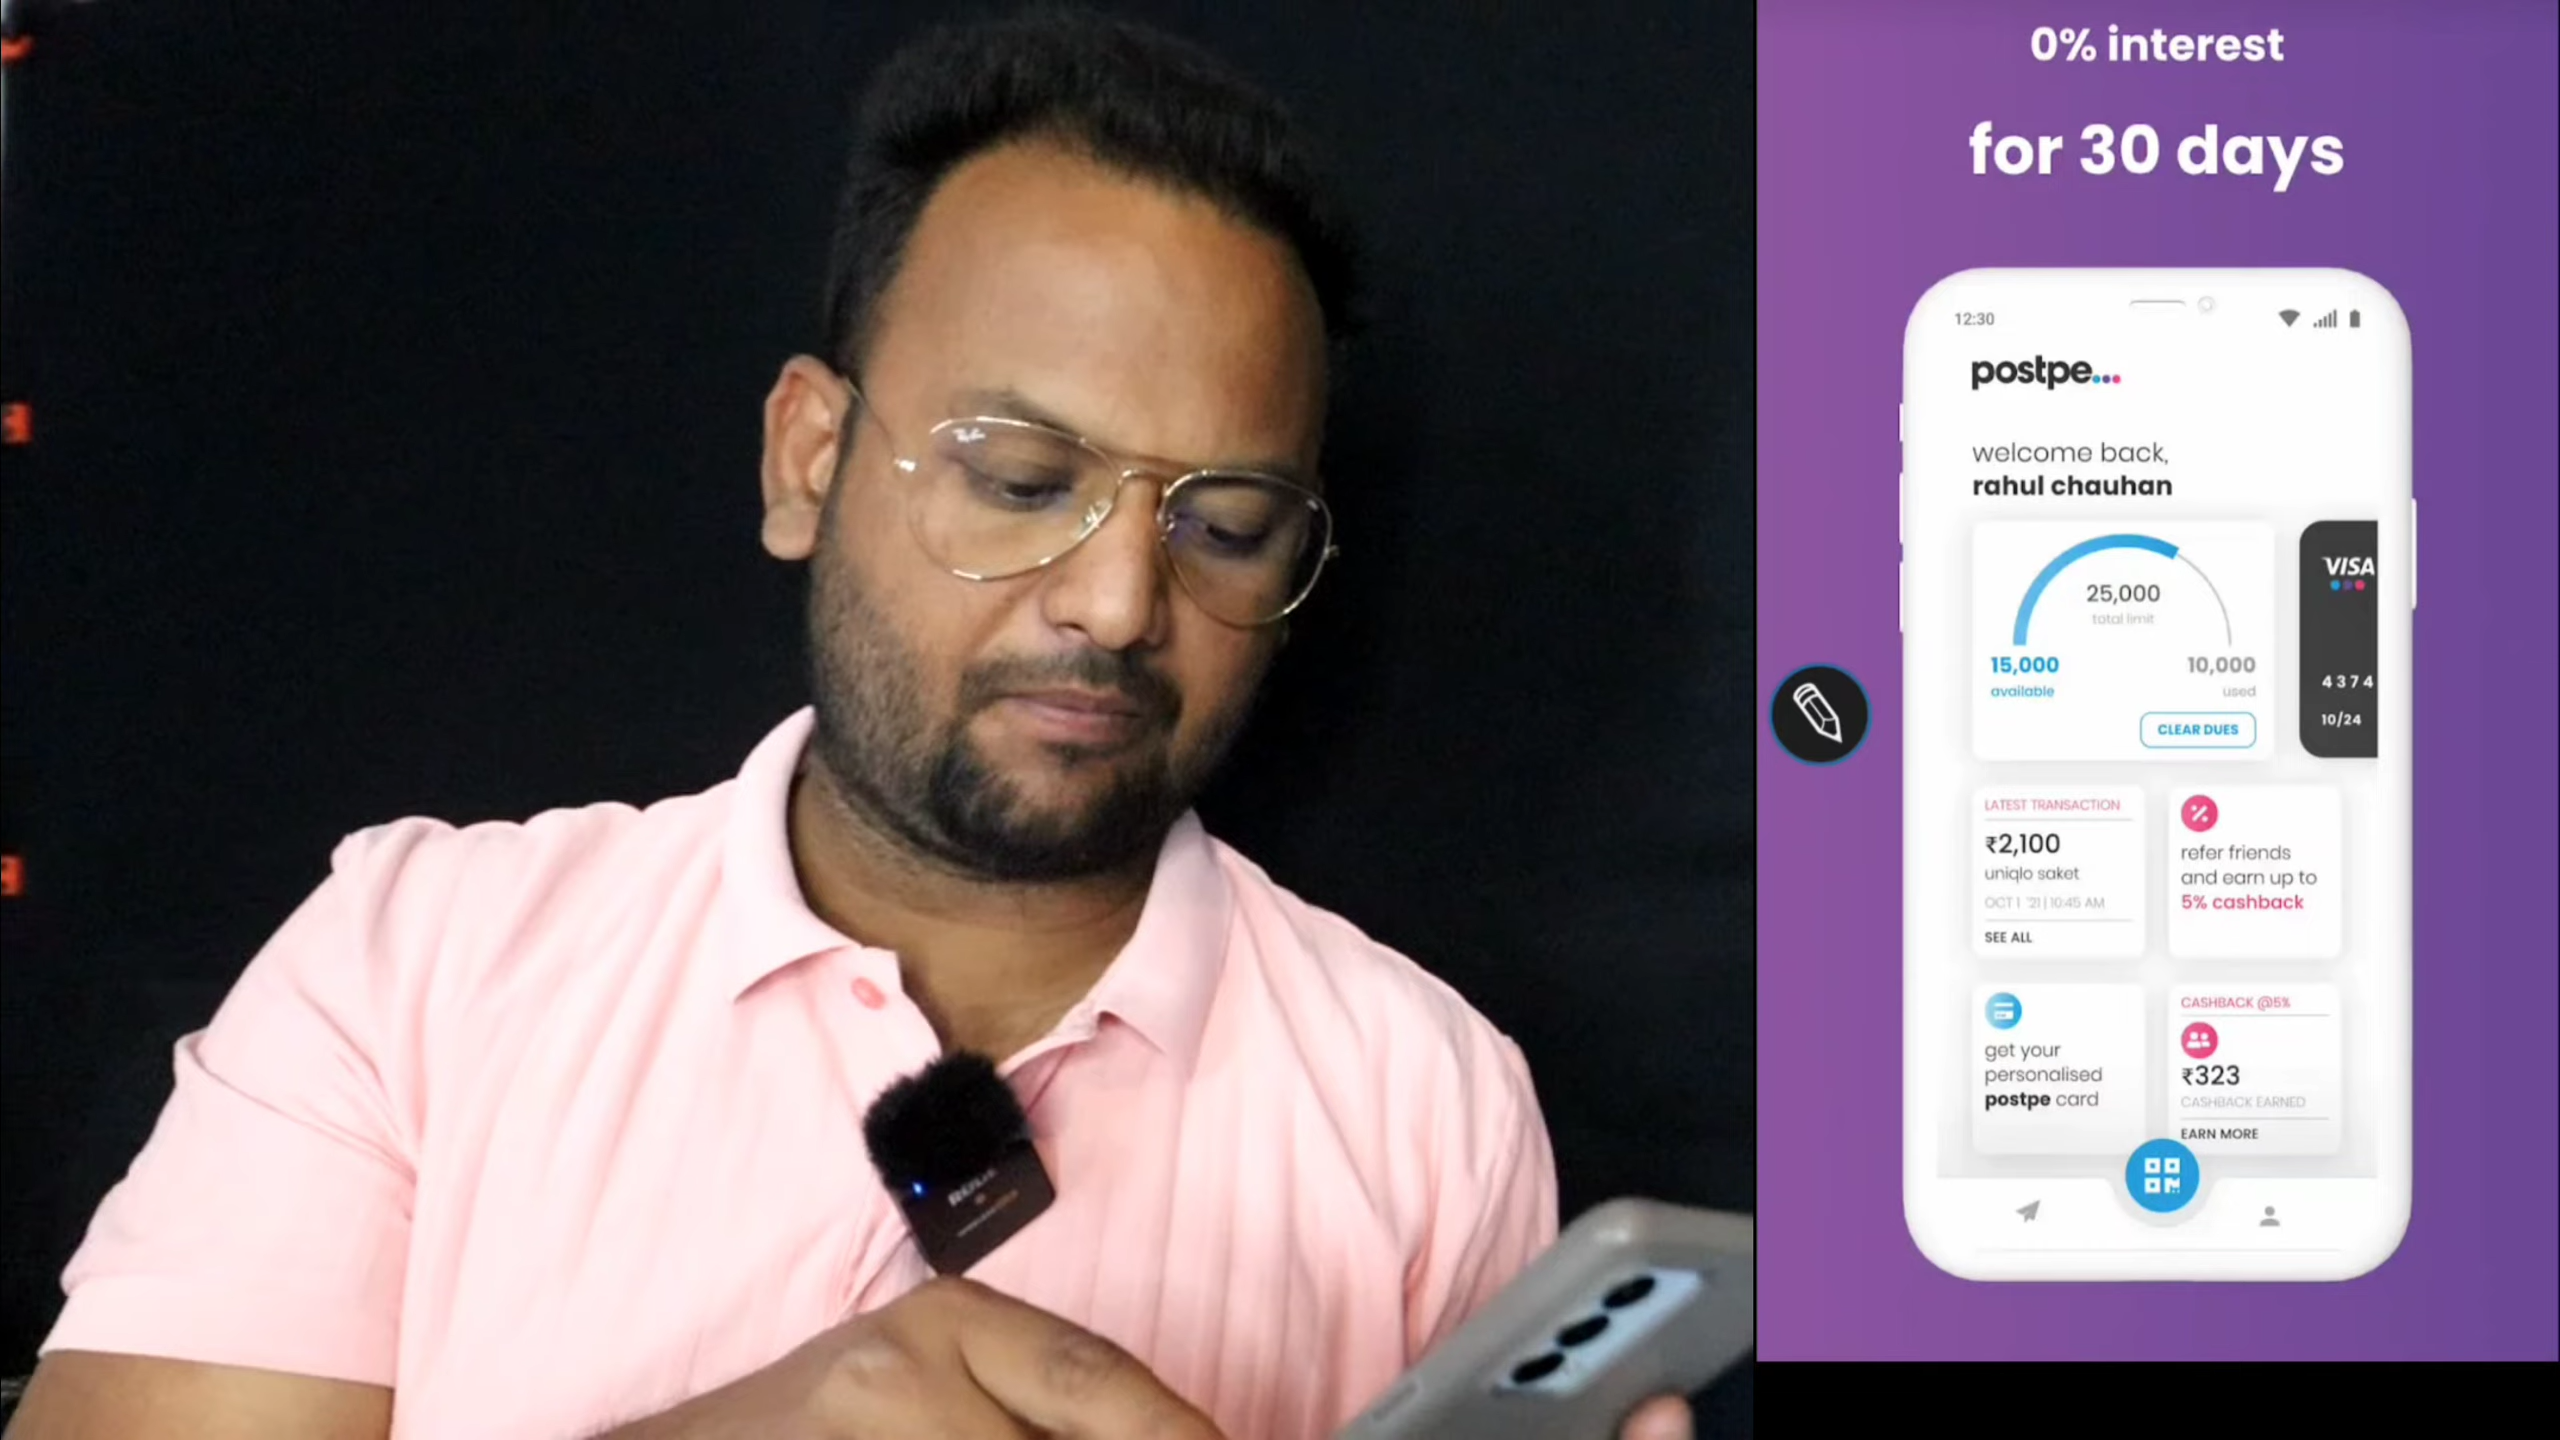 0% interest
for 30 days
12:30
postpe...
welcome back,
rahul chauhan
25,000
total limit
15,000
available
10,000
used
CLEAR DUES
VISA
4374
10/24
LATEST TRANSACTION
₹2,100
uniqlo saket
OCT 1 '21 | 10:45 AM
SEE ALL
refer friends
and earn up to
5% cashback
get your
personalised
postpe card
CASHBACK @5%
₹323
CASHBACK EARNED
EARN MORE
Ray-Ban
RODE